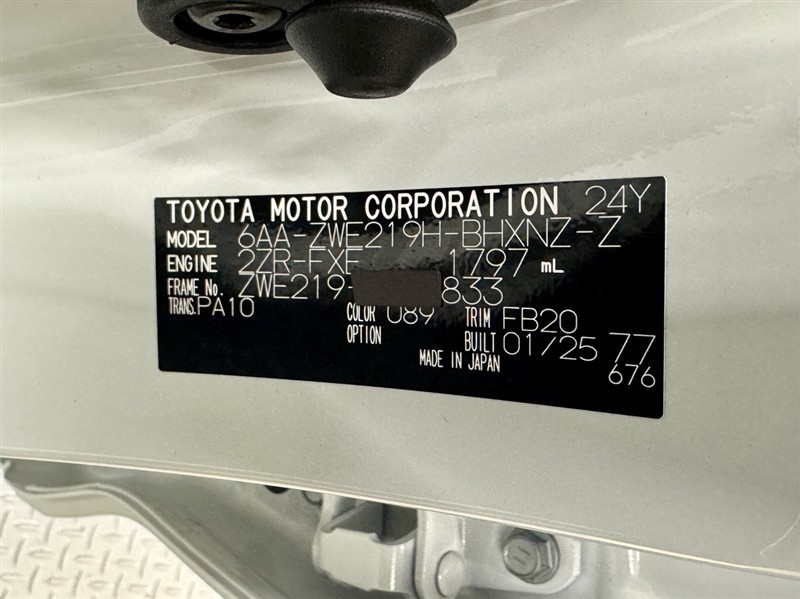 TOYOTA MOTOR CORPORATION 24Y
MODEL 6AA-ZWE219H-BHXNZ-Z
ENGINE 2ZR-FXE 1797 mL
FRAME No. ZWE219- 833
TRANS. PA10 COLOR 089 TRIM FB20
OPTION BUILT 01/25 77
MADE IN JAPAN 676